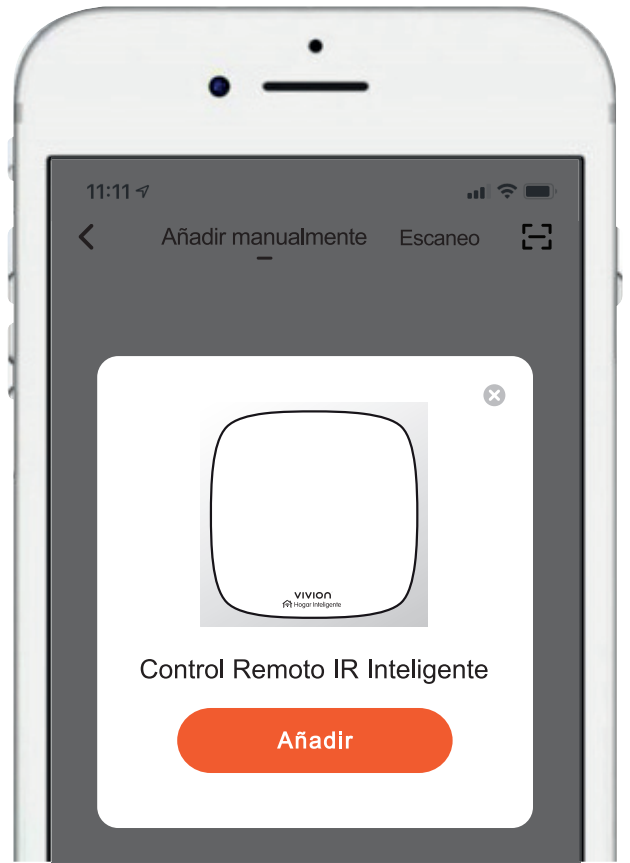 11:11
Añadir manualmente Escaneo
VIVION
Hogar Inteligente
Control Remoto IR Inteligente
Añadir